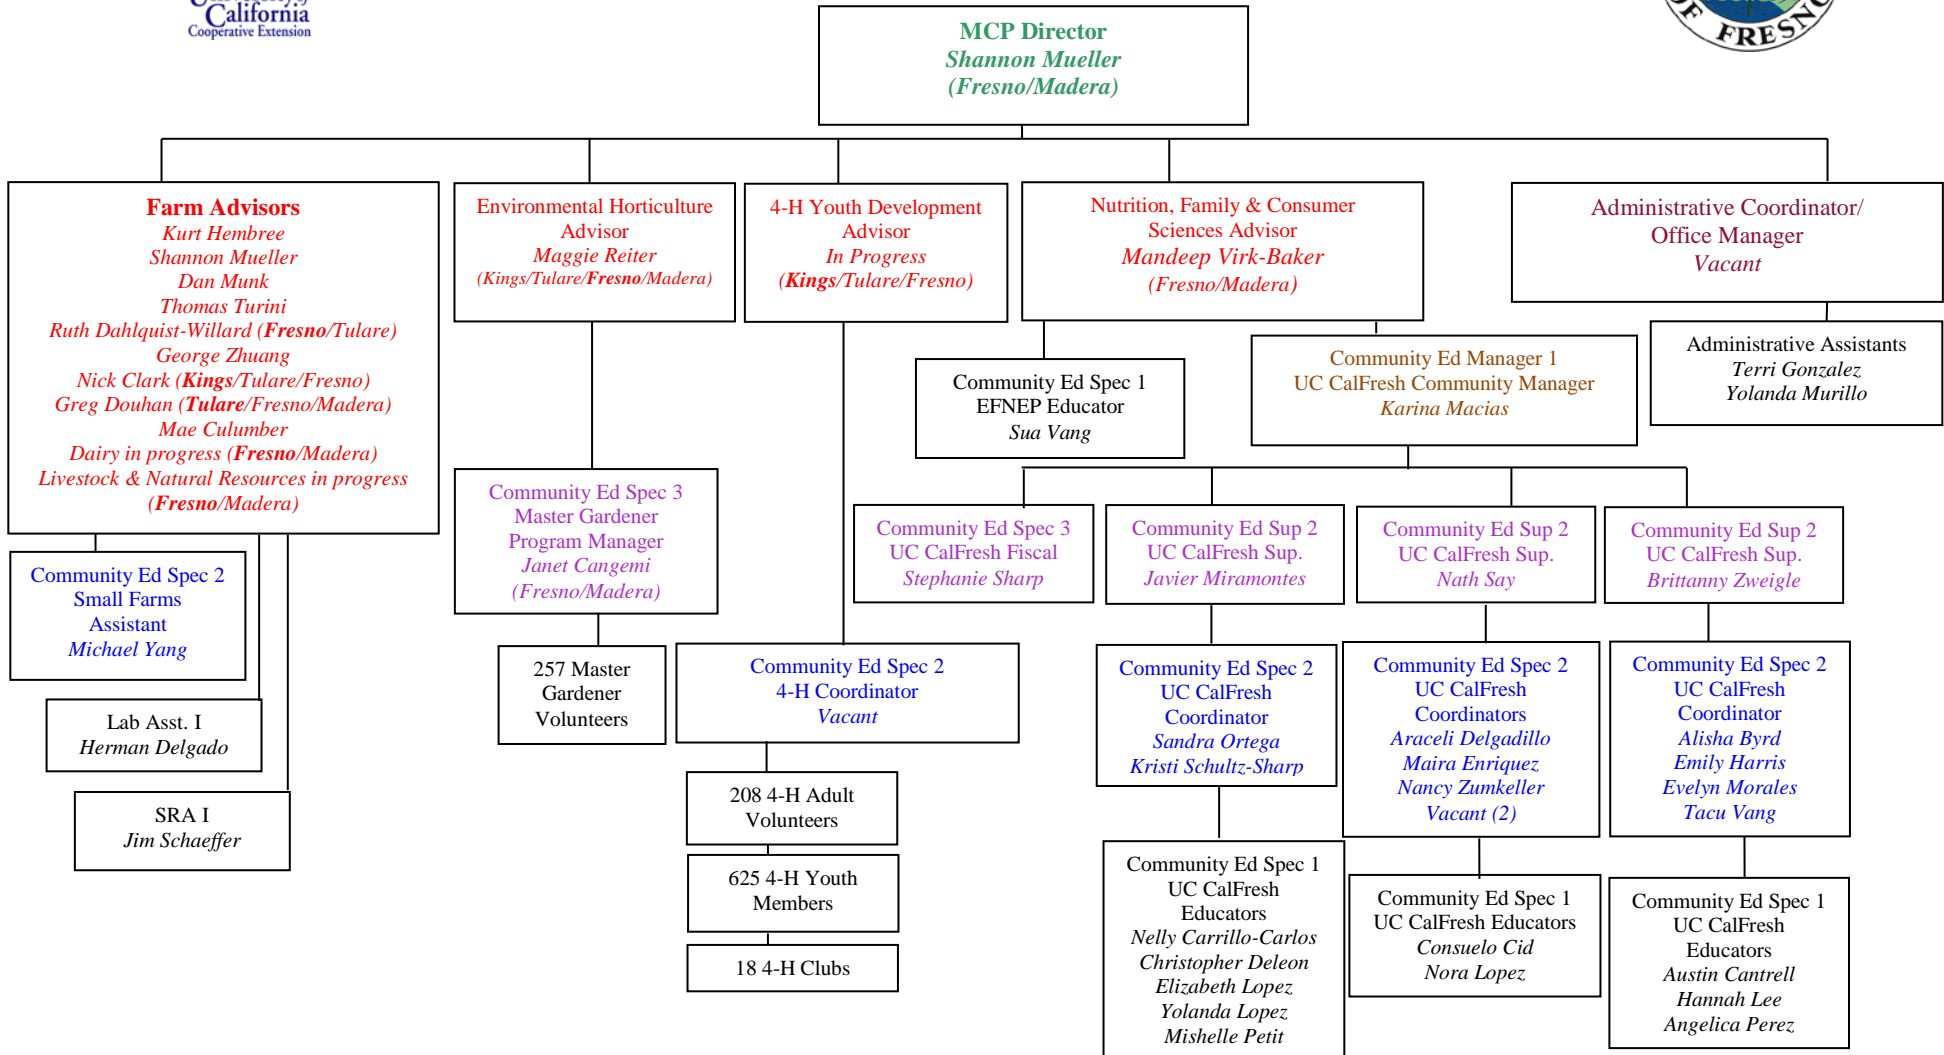 California
Cooperative Extension
OF FRESNO
MCP Director
Shannon Mueller
(Fresno/Madera)
Farm Advisors
Kurt Hembree
Shannon Mueller
Dan Munk
Thomas Turini
Ruth Dahlquist-Willard (Fresno/Tulare)
George Zhuang
Nick Clark (Kings/Tulare/Fresno)
Greg Douhan (Tulare/Fresno/Madera)
Mae Culumber
Dairy in progress (Fresno/Madera)
Livestock & Natural Resources in progress
(Fresno/Madera)
Environmental Horticulture
Advisor
Maggie Reiter
(Kings/Tulare/Fresno/Madera)
4-H Youth Development
Advisor
In Progress
(Kings/Tulare/Fresno)
Nutrition, Family & Consumer
Sciences Advisor
Mandeep Virk-Baker
(Fresno/Madera)
Administrative Coordinator/
Office Manager
Vacant
Administrative Assistants
Terri Gonzalez
Yolanda Murillo
Community Ed Spec 1
EFNEP Educator
Sua Vang
Community Ed Manager 1
UC CalFresh Community Manager
Karina Macias
Community Ed Spec 3
Master Gardener
Program Manager
Janet Cangemi
(Fresno/Madera)
Community Ed Spec 3
UC CalFresh Fiscal
Stephanie Sharp
Community Ed Sup 2
UC CalFresh Sup.
Javier Miramontes
Community Ed Sup 2
UC CalFresh Sup.
Nath Say
Community Ed Sup 2
UC CalFresh Sup.
Brittanny Zweigle
Community Ed Spec 2
Small Farms
Assistant
Michael Yang
Lab Asst. I
Herman Delgado
SRA I
Jim Schaeffer
257 Master
Gardener
Volunteers
Community Ed Spec 2
4-H Coordinator
Vacant
208 4-H Adult
Volunteers
625 4-H Youth
Members
18 4-H Clubs
Community Ed Spec 2
UC CalFresh
Coordinator
Sandra Ortega
Kristi Schultz-Sharp
Community Ed Spec 2
UC CalFresh
Coordinators
Araceli Delgadillo
Maira Enriquez
Nancy Zumkeller
Vacant (2)
Community Ed Spec 2
UC CalFresh
Coordinator
Alisha Byrd
Emily Harris
Evelyn Morales
Tacu Vang
Community Ed Spec 1
UC CalFresh
Educators
Nelly Carrillo-Carlos
Christopher Deleon
Elizabeth Lopez
Yolanda Lopez
Mishelle Petit
Community Ed Spec 1
UC CalFresh Educators
Consuelo Cid
Nora Lopez
Community Ed Spec 1
UC CalFresh
Educators
Austin Cantrell
Hannah Lee
Angelica Perez